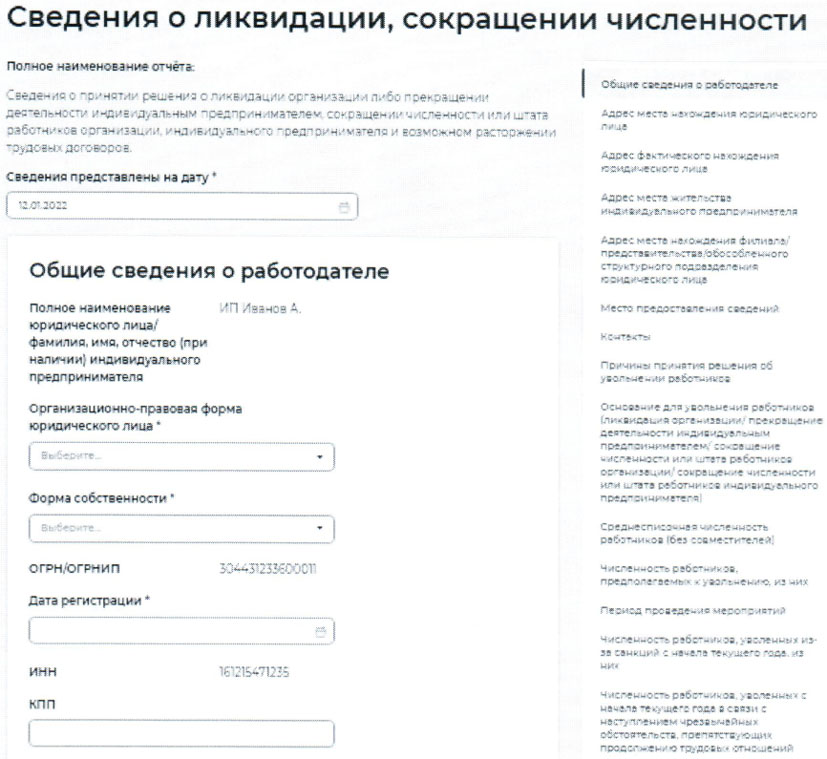 Сведения о ликвидации, сокращении численности
Полное наименование отчёта:
Сведения о принятии решения о ликвидации организации либо прекращении
деятельности индивидуальным предпринимателем, сокращении численности или штата
работников организации, индивидуального предпринимателя и возможном расторжении
трудовых договоров.
Сведения представлены на дату *
12.01.2022
Общие сведения о работодателе
Полное наименование
юридического лица/
фамилия, имя, отчество (при
наличии) индивидуального
предпринимателя
ИП Иванов А.
Организационно-правовая форма
юридического лица *
Выберите...
Форма собственности *
Выберите...
ОГРН/ОГРНИП
304431233600011
Дата регистрации *
ИНН
161215471235
КПП
Общие сведения о работодателе
Адрес места нахождения юридического
лица
Адрес фактического нахождения
юридического лица
Адрес места жительства
индивидуального предпринимателя
Адрес места нахождения филиала/
представительства/обособленного
структурного подразделения
юридического лица
Место предоставления сведений
Контакты
Причины принятия решения об
увольнении работников
Основание для увольнения работников
(ликвидация организации/ прекращение
деятельности индивидуальным
предпринимателем/ сокращение
численности или штата работников
организации/ сокращение численности
или штата работников индивидуального
предпринимателя)
Среднесписочная численность
работников (без совместителей)
Численность работников,
предполагаемых к увольнению, из них
Период проведения мероприятий
Численность работников, уволенных из-
за санкций с начала текущего года, из
них
Численность работников, уволенных с
начала текущего года в связи с
наступлением чрезвычайных
обстоятельств, препятствующих
продолжению трудовых отношений